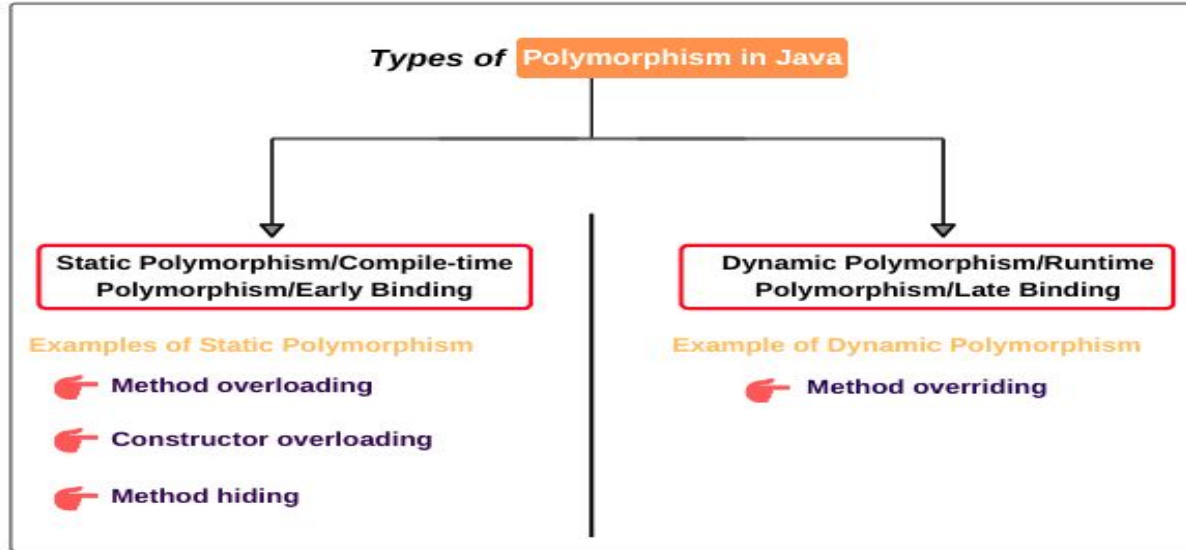 Types of Polymorphism in Java
Static Polymorphism/Compile-time
Polymorphism/Early Binding
Examples of Static Polymorphism
Method overloading
Constructor overloading
Method hiding
Dynamic Polymorphism/Runtime
Polymorphism/Late Binding
Example of Dynamic Polymorphism
Method overriding